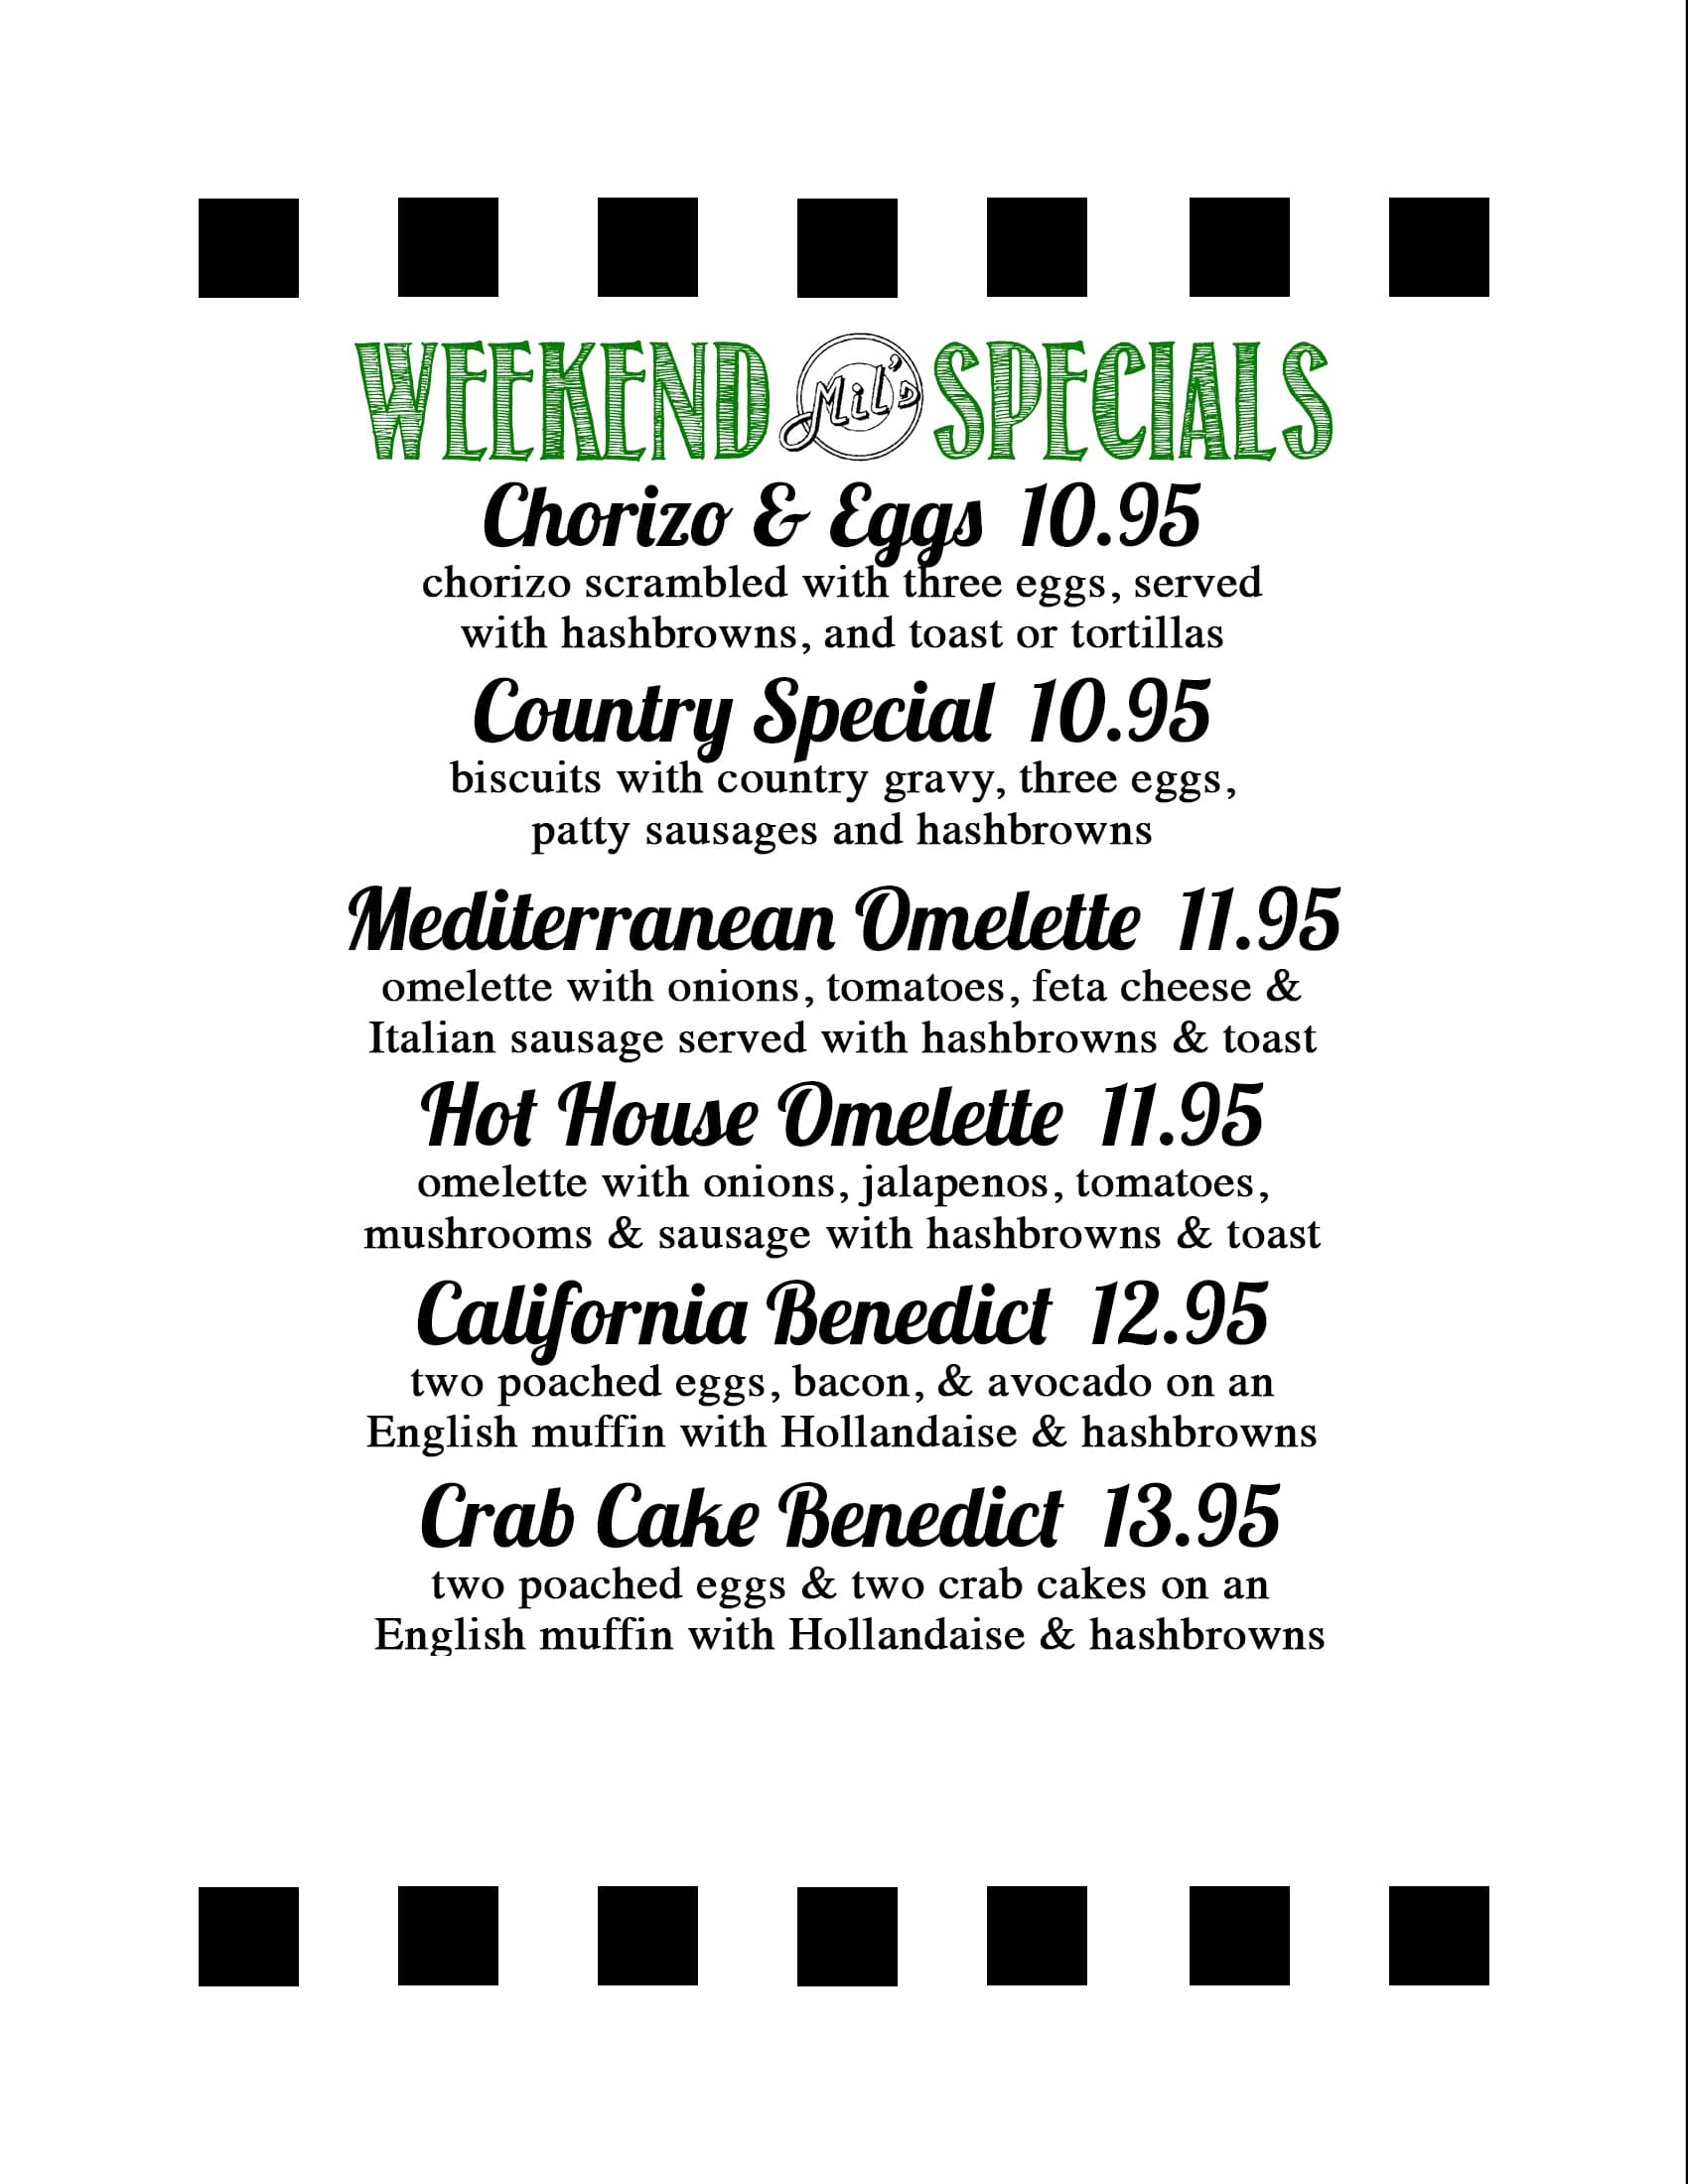 WEEKEND Mil's SPECIALS
Chorizo & Eggs 10.95
chorizo scrambled with three eggs, served
with hashbrowns, and toast or tortillas
Country Special 10.95
biscuits with country gravy, three eggs,
patty sausages and hashbrowns
Mediterranean Omelette 11.95
omelette with onions, tomatoes, feta cheese &
Italian sausage served with hashbrowns & toast
Hot House Omelette 11.95
omelette with onions, jalapenos, tomatoes,
mushrooms & sausage with hashbrowns & toast
California Benedict 12.95
two poached eggs, bacon, & avocado on an
English muffin with Hollandaise & hashbrowns
Crab Cake Benedict 13.95
two poached eggs & two crab cakes on an
English muffin with Hollandaise & hashbrowns